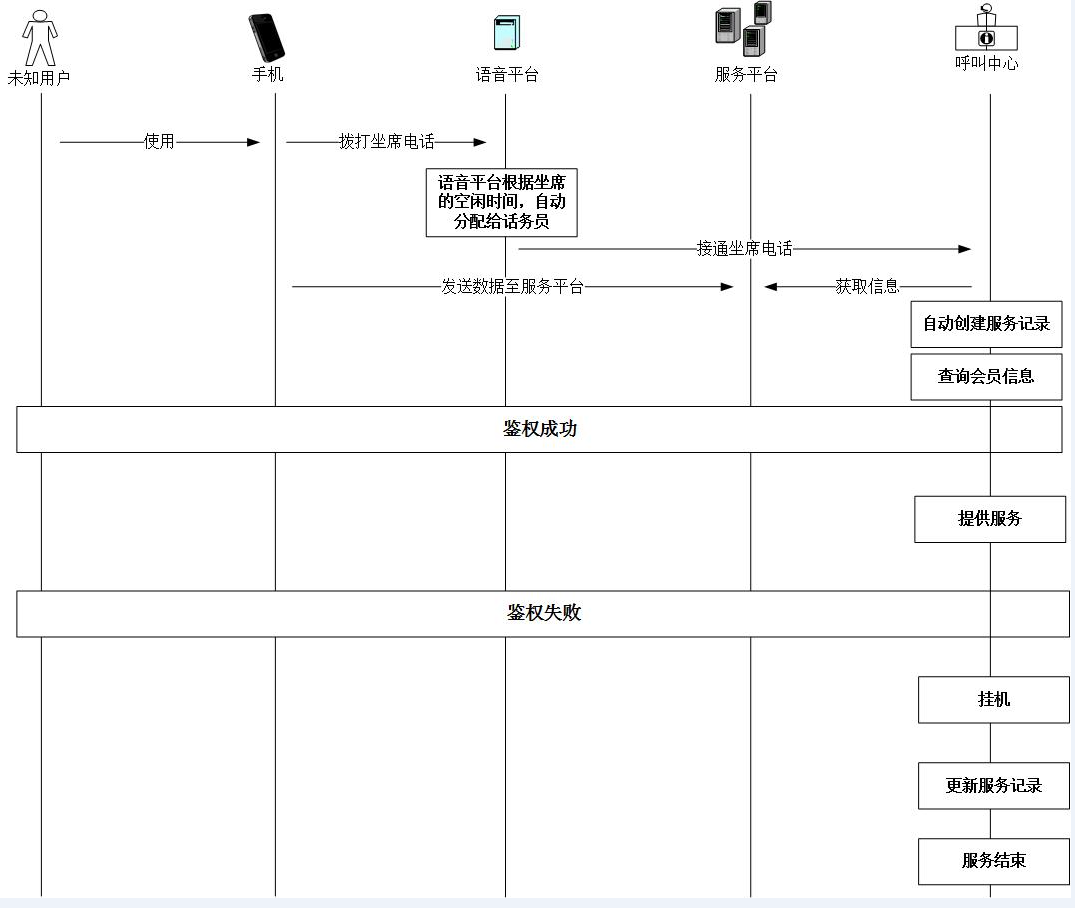 未知用户
手机
语音平台
服务平台
呼叫中心
使用
拨打坐席电话
语音平台根据坐席
的空闲时间，自动
分配给话务员
接通坐席电话
发送数据至服务平台
获取信息
自动创建服务记录
查询会员信息
鉴权成功
提供服务
鉴权失败
挂机
更新服务记录
服务结束